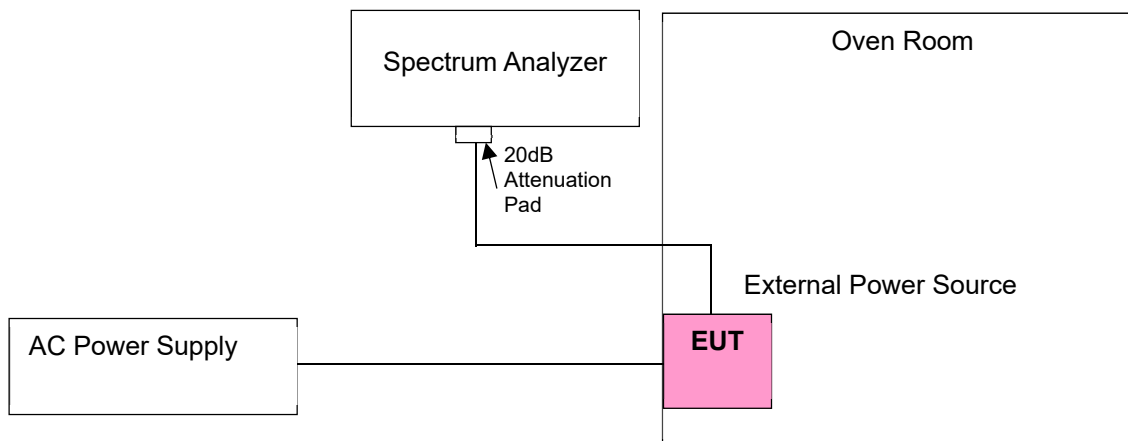 Oven Room
Spectrum Analyzer
20dB
Attenuation
Pad
External Power Source
EUT
AC Power Supply